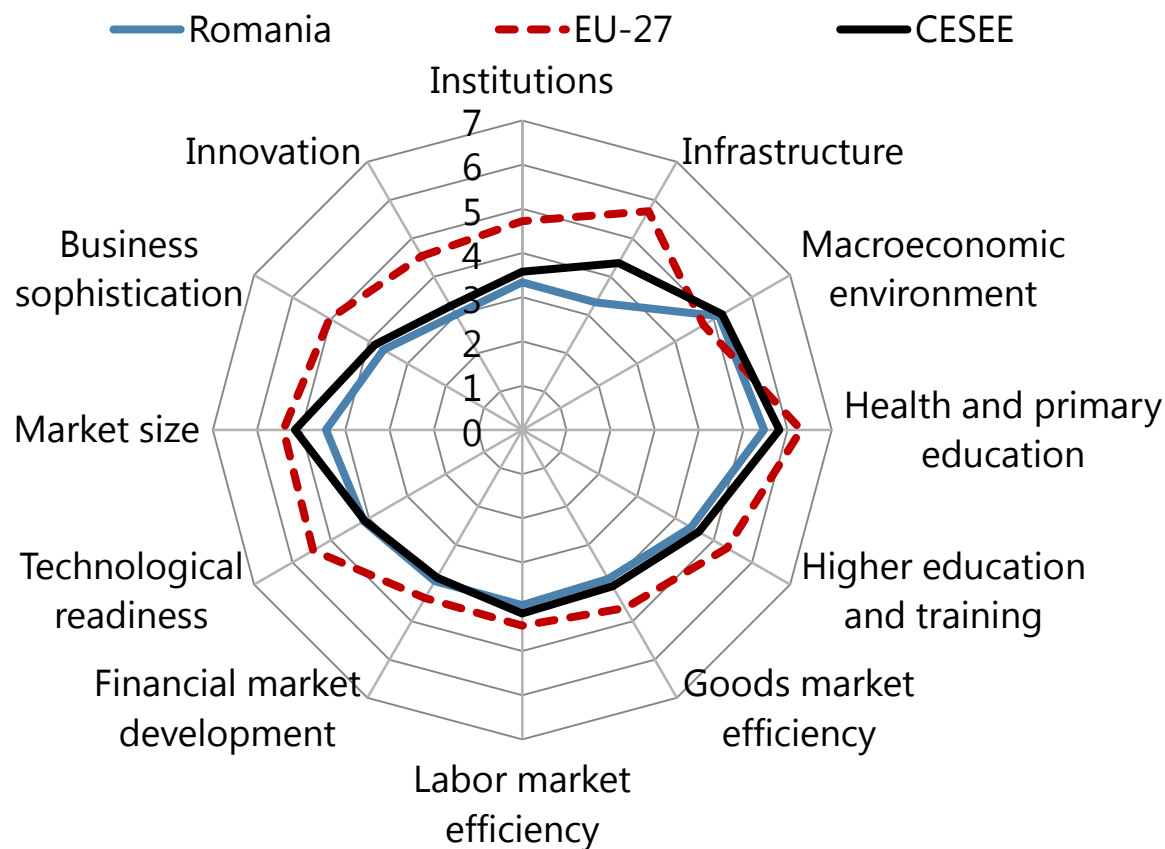 Romania
EU-27
CESEE
Institutions
7
6
5
4
3
2
1
0
Infrastructure
Macroeconomic
environment
Health and primary
education
Higher education
and training
Goods market
efficiency
Labor market
efficiency
Financial market
development
Technological
readiness
Market size
Business
sophistication
Innovation